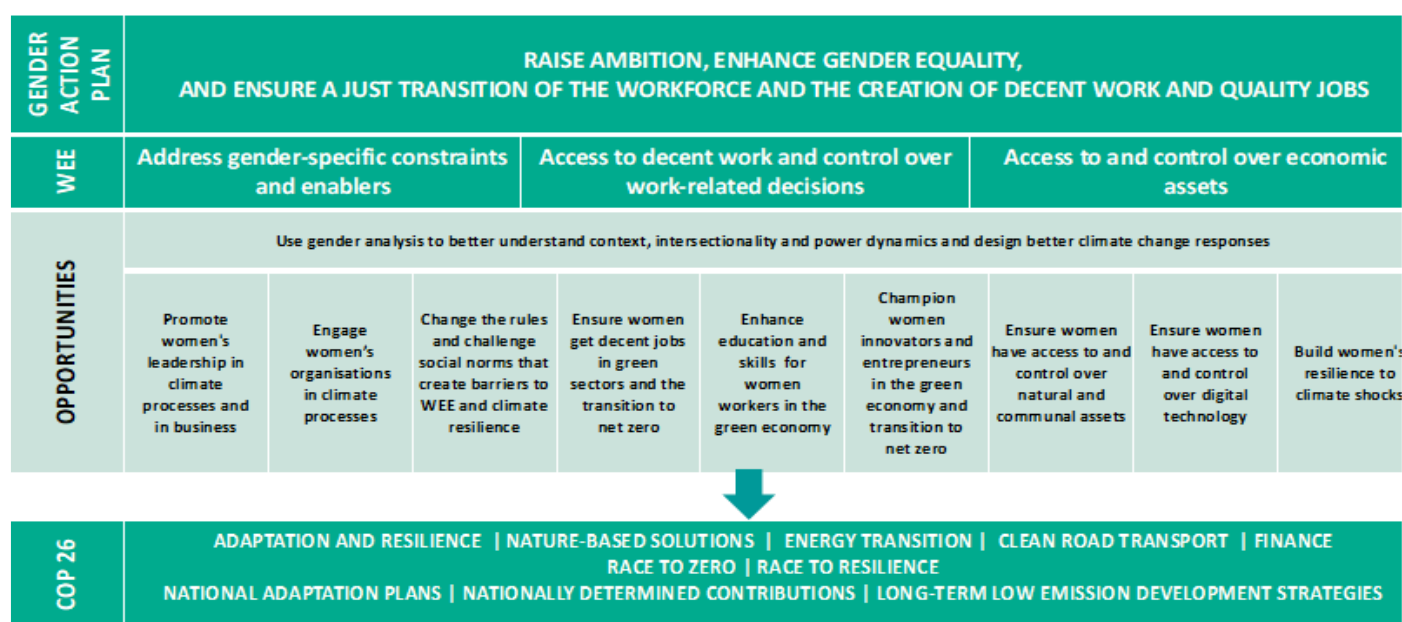 GENDER
ACTION
PLAN
RAISE AMBITION, ENHANCE GENDER EQUALITY,
AND ENSURE A JUST TRANSITION OF THE WORKFORCE AND THE CREATION OF DECENT WORK AND QUALITY JOBS
WEE
Address gender-specific constraints
and enablers
Access to decent work and control over
work-related decisions
Access to and control over economic
assets
OPPORTUNITIES
Use gender analysis to better understand context, intersectionality and power dynamics and design better climate change responses
Promote
women's
leadership in
climate
processes and
in business
Engage
women's
organisations
in climate
processes
Change the rules
and challenge
social norms that
create barriers to
WEE and climate
resilience
Ensure women
get decent jobs
in green
sectors and the
transition to
net zero
Enhance
education and
skills for
women
workers in the
green economy
Champion
women
innovators and
entrepreneurs
in the green
economy and
transition to
net zero
Ensure women
have access to and
control over
natural and
communal assets
Ensure women
have access to
and control
over digital
technology
Build women's
resilience to
climate shocks
COP 26
ADAPTATION AND RESILIENCE | NATURE-BASED SOLUTIONS | ENERGY TRANSITION | CLEAN ROAD TRANSPORT | FINANCE
RACE TO ZERO | RACE TO RESILIENCE
NATIONAL ADAPTATION PLANS | NATIONALLY DETERMINED CONTRIBUTIONS | LONG-TERM LOW EMISSION DEVELOPMENT STRATEGIES